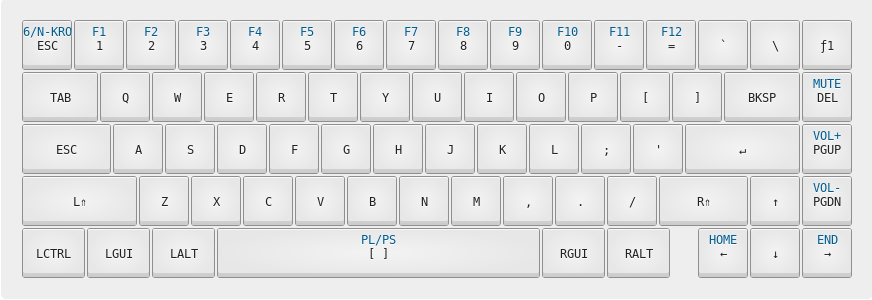 6/N-KRO F1 F2 F3 F4 F5 F6 F7 F8 F9 F10 F11 F12
ESC 1 2 3 4 5 6 7 8 9 0 - = ` \ ƒ1
MUTE
TAB Q W E R T Y U I O P [ ] BKSP DEL
VOL+
ESC A S D F G H J K L ; ' ↵ PGUP
VOL-
L⇑ Z X C V B N M , . / R⇑ ↑ PGDN
PL/PS HOME END
LCTRL LGUI LALT [ ] RGUI RALT ← ↓ →